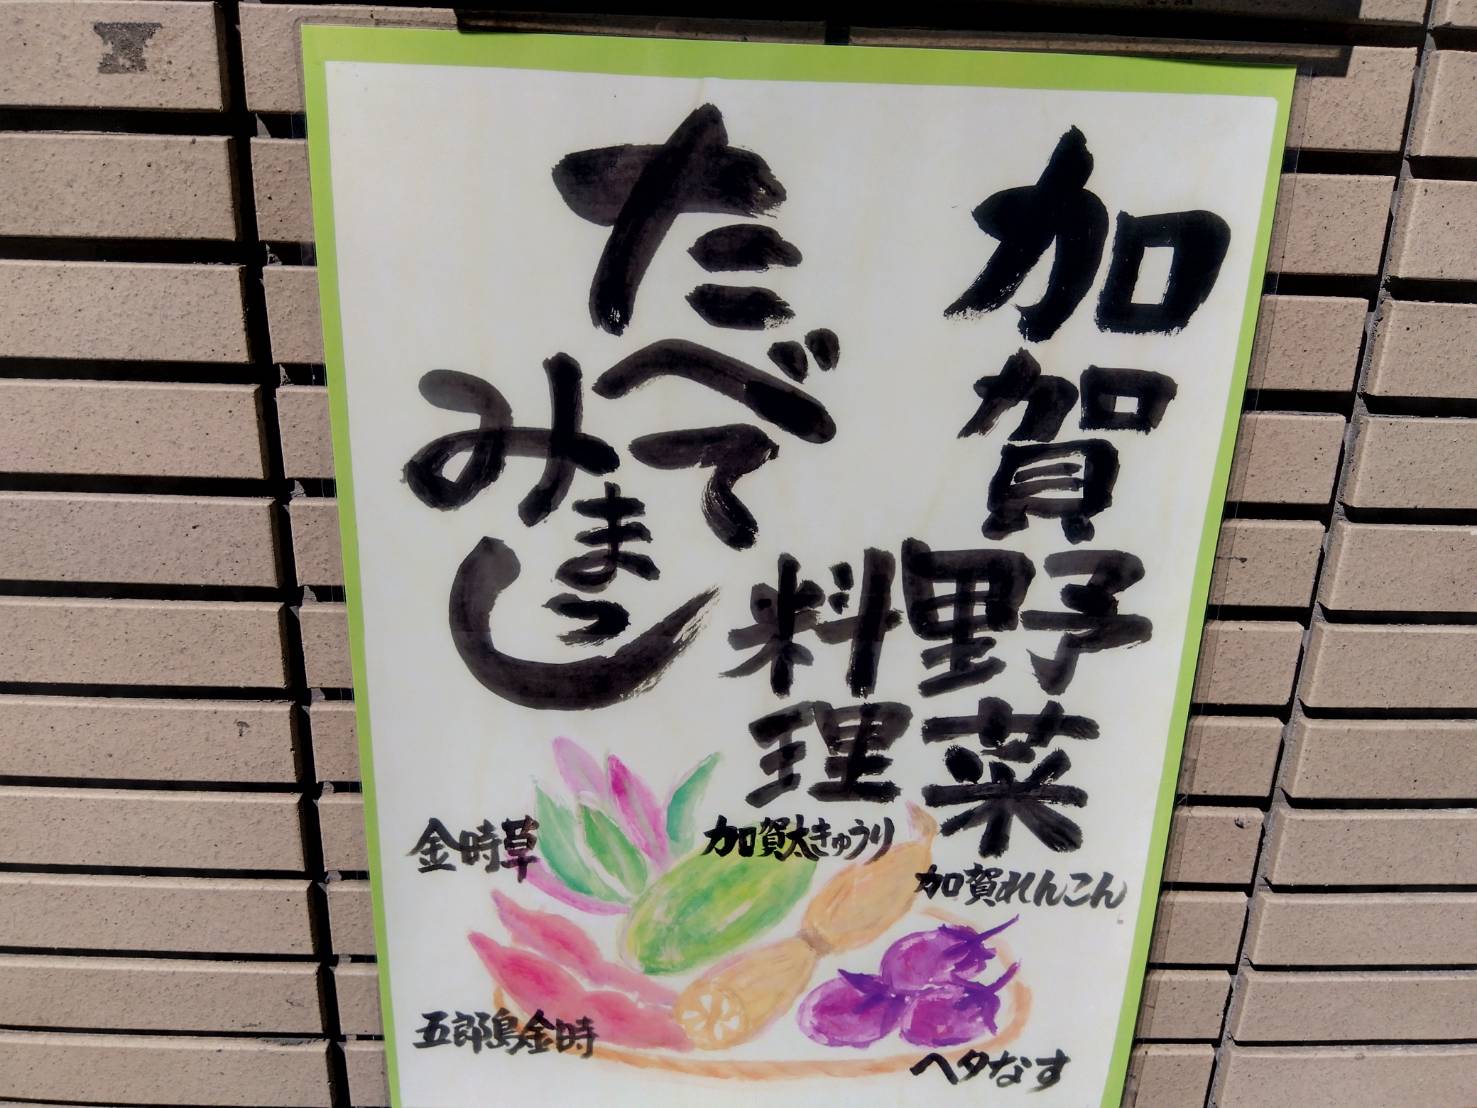 加賀野菜
料理
たべて
みまっし
金時草
加賀太きゅうり
加賀れんこん
五郎島金時
ヘタなす